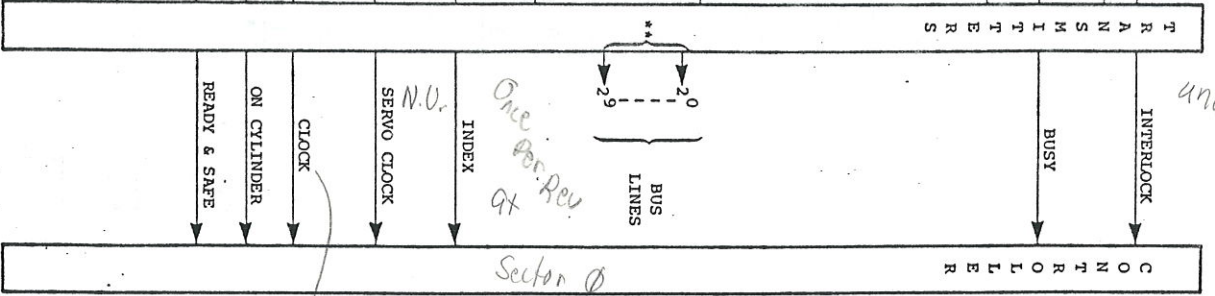 TRANSMITTERS
INTERLOCK
BUSY
**
2⁰
2⁹
BUS
LINES
INDEX
Once
Per Rev
N.U.
SERVO CLOCK
CLOCK
ON CYLINDER
READY & SAFE
Sector Ø
CONTROLLER